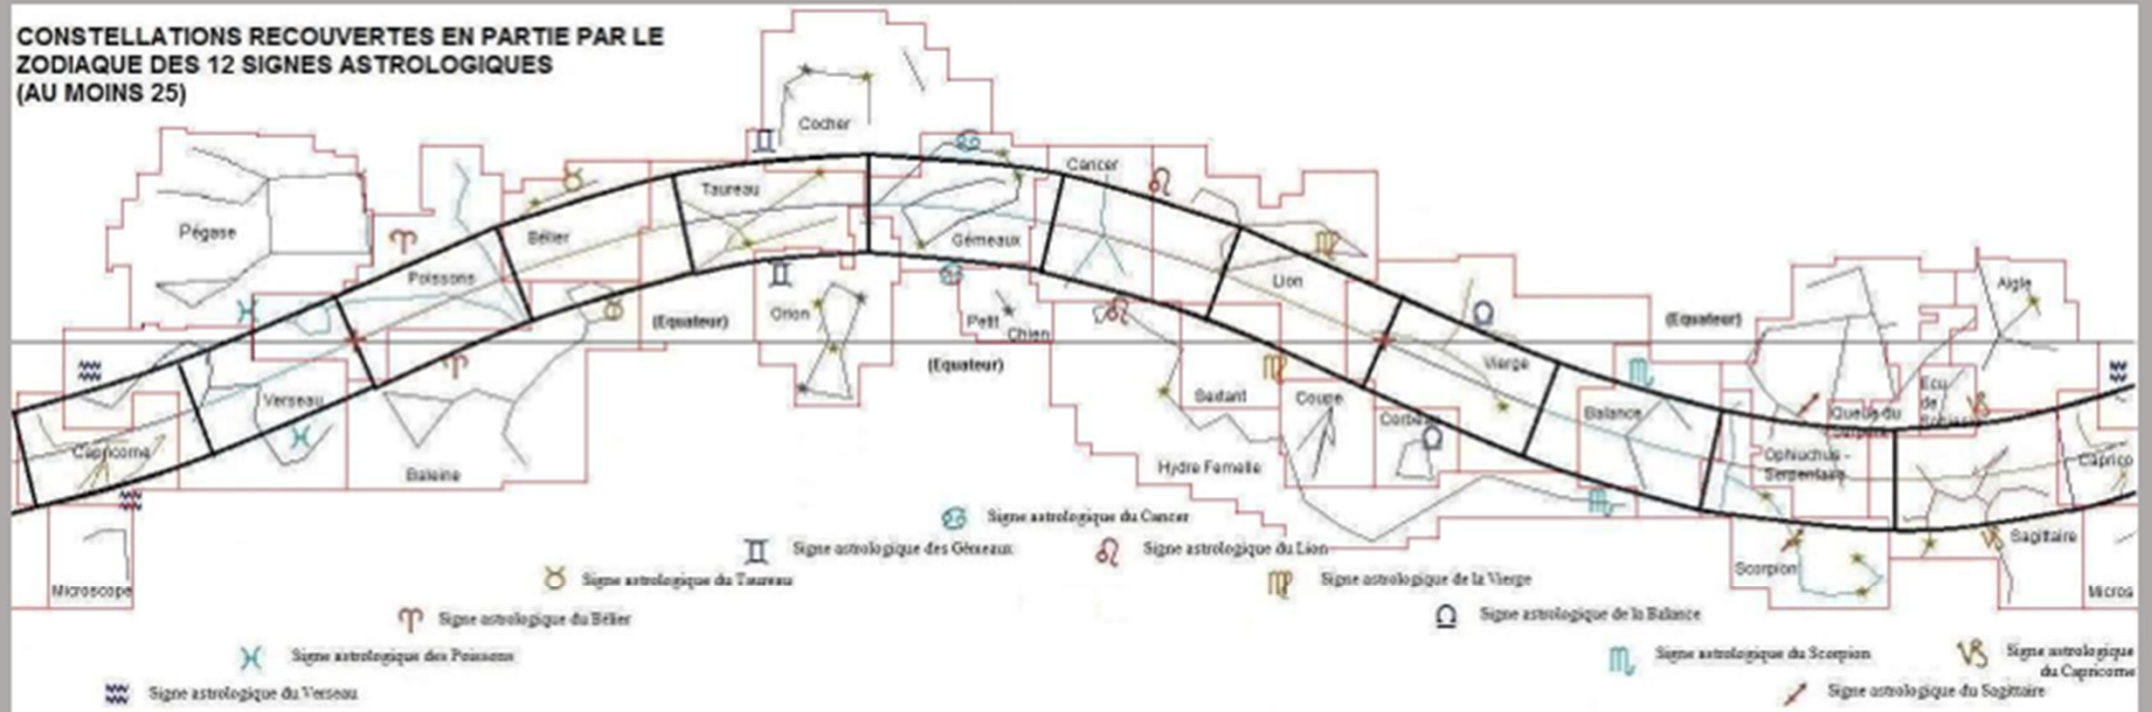 CONSTELLATIONS RECOUVERTES EN PARTIE PAR LE
ZODIAQUE DES 12 SIGNES ASTROLOGIQUES
(AU MOINS 25)
Cocher
Cancer
Taureau
Pégase
Bélier
Gémeaux
Poissons
Lion
Aigle
Orion
(Equateur)
Petit
Chien
(Equateur)
(Equateur)
Vierge
Verseau
Sextant
Coupe
Corbeau
Balance
Queue du
Serpent
Ecu
de
Sobieski
Capricorne
Baleine
Hydre Femelle
Ophiuchus -
Serpentaire
Caprico
Sagittaire
Scorpion
Microscope
Micros
Signe astrologique du Cancer
Signe astrologique des Gémeaux
Signe astrologique du Lion
Signe astrologique du Taureau
Signe astrologique de la Vierge
Signe astrologique du Bélier
Signe astrologique de la Balance
Signe astrologique des Poissons
Signe astrologique du Scorpion
Signe astrologique
du Capricorne
Signe astrologique du Verseau
Signe astrologique du Sagittaire